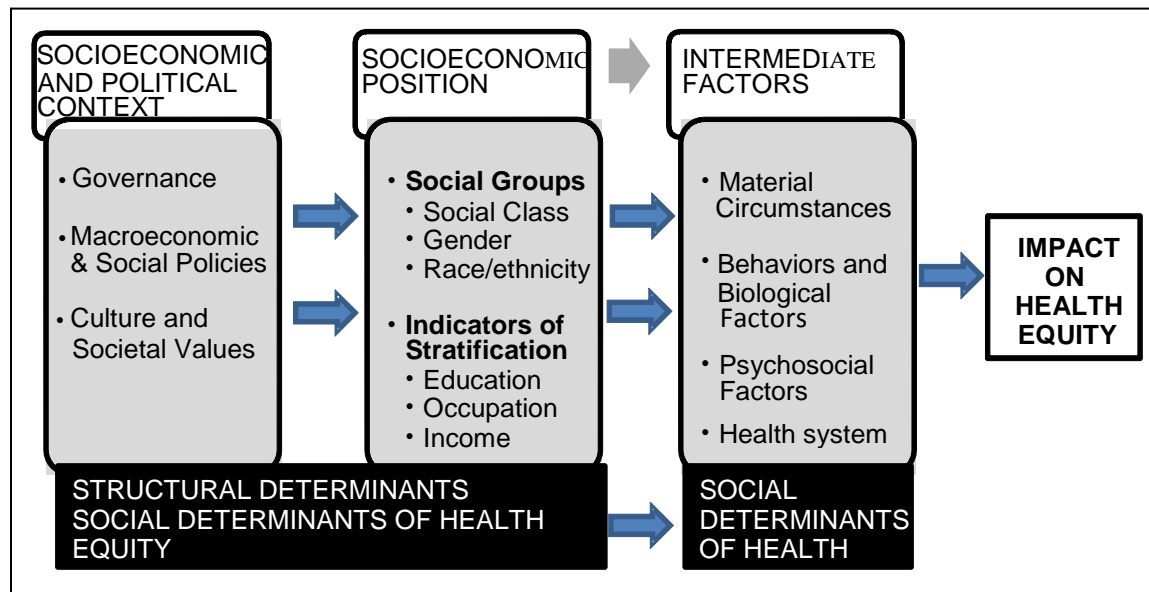 SOCIOECONOMIC
AND POLITICAL
CONTEXT
• Governance
• Macroeconomic
& Social Policies
• Culture and
Societal Values
SOCIOECONOMIC
POSITION
• Social Groups
• Social Class
• Gender
• Race/ethnicity
• Indicators of
Stratification
• Education
• Occupation
• Income
INTERMEDIATE
FACTORS
• Material
Circumstances
• Behaviors and
Biological
Factors
• Psychosocial
Factors
• Health system
IMPACT
ON
HEALTH
EQUITY
STRUCTURAL DETERMINANTS
SOCIAL DETERMINANTS OF HEALTH
EQUITY
SOCIAL
DETERMINANTS
OF HEALTH